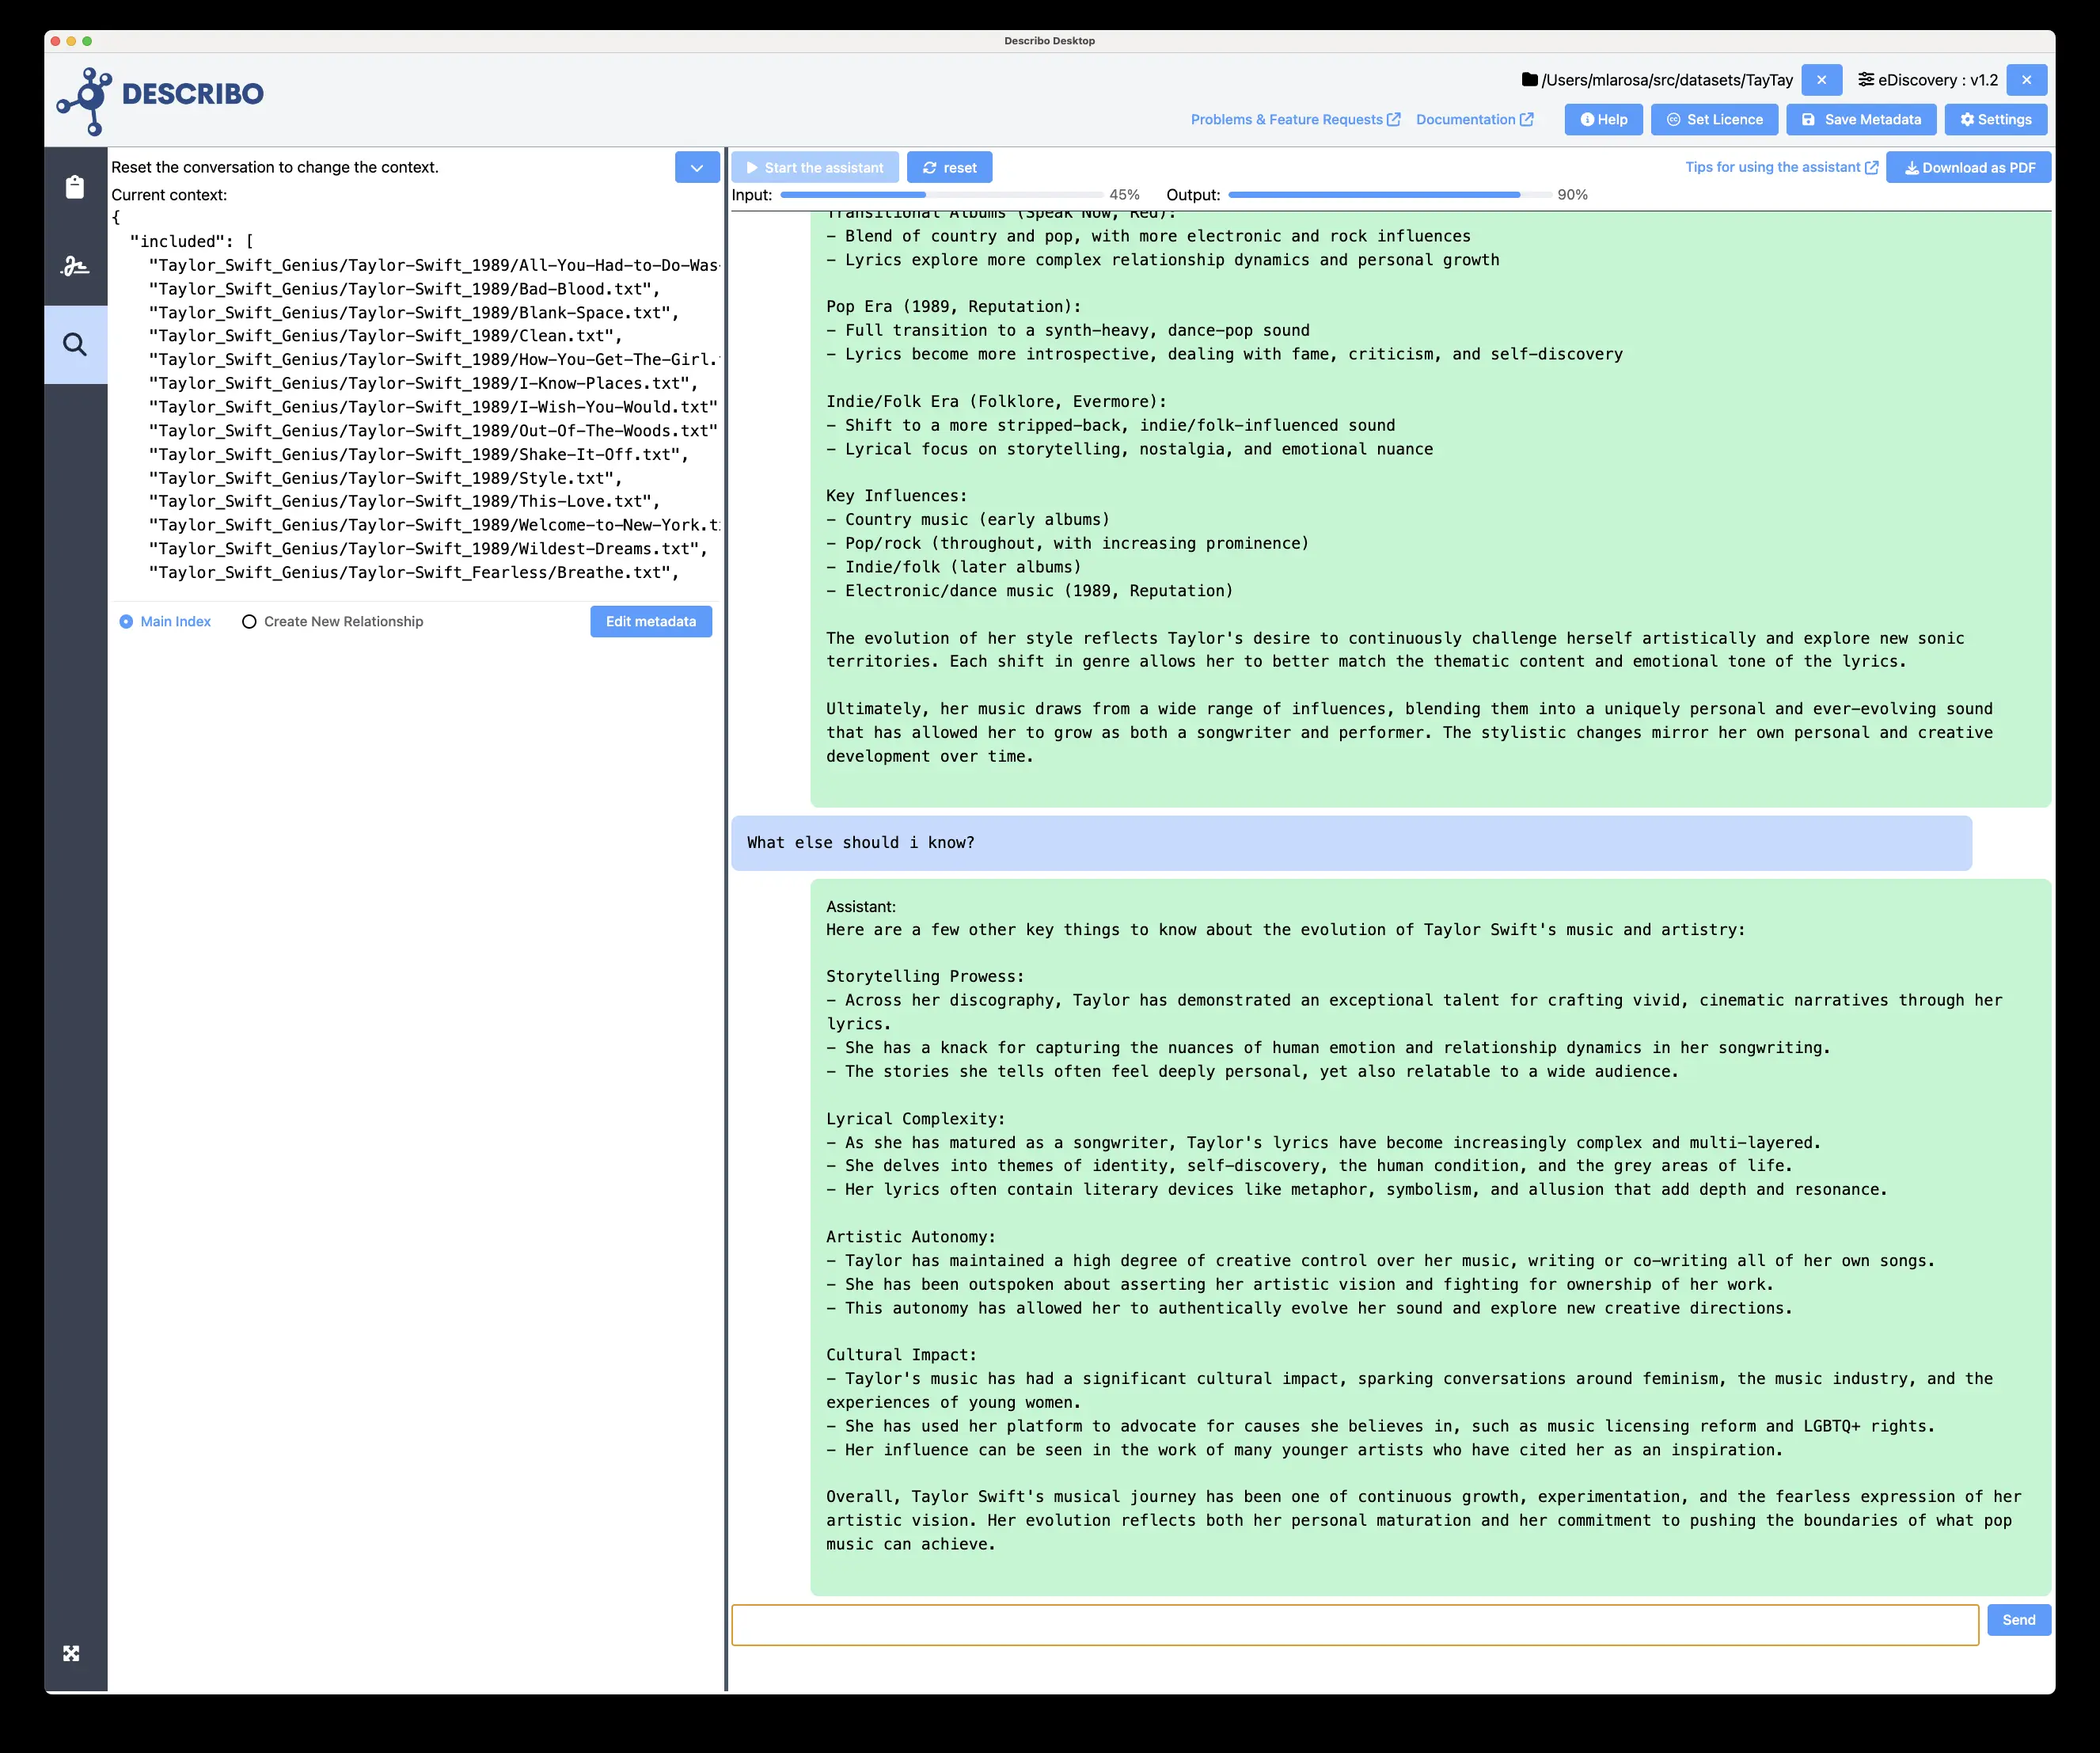 Describo Desktop
DESCRIBO
/Users/mlarosa/src/datasets/TayTay
eDiscovery : v1.2
Problems & Feature Requests
Documentation
Help
Set Licence
Save Metadata
Settings
Reset the conversation to change the context.
Current context:
{
"included": [
"Taylor_Swift_Genius/Taylor-Swift_1989/All-You-Had-to-Do-Was-
"Taylor_Swift_Genius/Taylor-Swift_1989/Bad-Blood.txt",
"Taylor_Swift_Genius/Taylor-Swift_1989/Blank-Space.txt",
"Taylor_Swift_Genius/Taylor-Swift_1989/Clean.txt",
"Taylor_Swift_Genius/Taylor-Swift_1989/How-You-Get-The-Girl.
"Taylor_Swift_Genius/Taylor-Swift_1989/I-Know-Places.txt",
"Taylor_Swift_Genius/Taylor-Swift_1989/I-Wish-You-Would.txt"
"Taylor_Swift_Genius/Taylor-Swift_1989/Out-Of-The-Woods.txt"
"Taylor_Swift_Genius/Taylor-Swift_1989/Shake-It-Off.txt",
"Taylor_Swift_Genius/Taylor-Swift_1989/Style.txt",
"Taylor_Swift_Genius/Taylor-Swift_1989/This-Love.txt",
"Taylor_Swift_Genius/Taylor-Swift_1989/Welcome-to-New-York.t
"Taylor_Swift_Genius/Taylor-Swift_1989/Wildest-Dreams.txt",
"Taylor_Swift_Genius/Taylor-Swift_Fearless/Breathe.txt",
Main Index
Create New Relationship
Edit metadata
Start the assistant
reset
Tips for using the assistant
Download as PDF
Input: 45%
Output: 90%
Transitional Albums (Speak Now, Red):
- Blend of country and pop, with more electronic and rock influences
- Lyrics explore more complex relationship dynamics and personal growth
Pop Era (1989, Reputation):
- Full transition to a synth-heavy, dance-pop sound
- Lyrics become more introspective, dealing with fame, criticism, and self-discovery
Indie/Folk Era (Folklore, Evermore):
- Shift to a more stripped-back, indie/folk-influenced sound
- Lyrical focus on storytelling, nostalgia, and emotional nuance
Key Influences:
- Country music (early albums)
- Pop/rock (throughout, with increasing prominence)
- Indie/folk (later albums)
- Electronic/dance music (1989, Reputation)
The evolution of her style reflects Taylor's desire to continuously challenge herself artistically and explore new sonic
territories. Each shift in genre allows her to better match the thematic content and emotional tone of the lyrics.
Ultimately, her music draws from a wide range of influences, blending them into a uniquely personal and ever-evolving sound
that has allowed her to grow as both a songwriter and performer. The stylistic changes mirror her own personal and creative
development over time.
What else should i know?
Assistant:
Here are a few other key things to know about the evolution of Taylor Swift's music and artistry:
Storytelling Prowess:
- Across her discography, Taylor has demonstrated an exceptional talent for crafting vivid, cinematic narratives through her
lyrics.
- She has a knack for capturing the nuances of human emotion and relationship dynamics in her songwriting.
- The stories she tells often feel deeply personal, yet also relatable to a wide audience.
Lyrical Complexity:
- As she has matured as a songwriter, Taylor's lyrics have become increasingly complex and multi-layered.
- She delves into themes of identity, self-discovery, the human condition, and the grey areas of life.
- Her lyrics often contain literary devices like metaphor, symbolism, and allusion that add depth and resonance.
Artistic Autonomy:
- Taylor has maintained a high degree of creative control over her music, writing or co-writing all of her own songs.
- She has been outspoken about asserting her artistic vision and fighting for ownership of her work.
- This autonomy has allowed her to authentically evolve her sound and explore new creative directions.
Cultural Impact:
- Taylor's music has had a significant cultural impact, sparking conversations around feminism, the music industry, and the
experiences of young women.
- She has used her platform to advocate for causes she believes in, such as music licensing reform and LGBTQ+ rights.
- Her influence can be seen in the work of many younger artists who have cited her as an inspiration.
Overall, Taylor Swift's musical journey has been one of continuous growth, experimentation, and the fearless expression of her
artistic vision. Her evolution reflects both her personal maturation and her commitment to pushing the boundaries of what pop
music can achieve.
Send